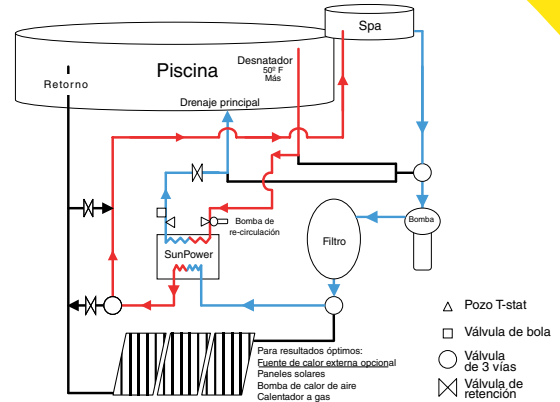 Spa
Piscina
Desnatador
50º F
Más
Retorno
Drenaje principal
Bomba de
re-circulación
Bomba
Filtro
SunPower
Pozo T-stat
Válvula de bola
Válvula
de 3 vías
Válvula de
retención
Para resultados óptimos:
Fuente de calor externa opcional
Paneles solares
Bomba de calor de aire
Calentador a gas